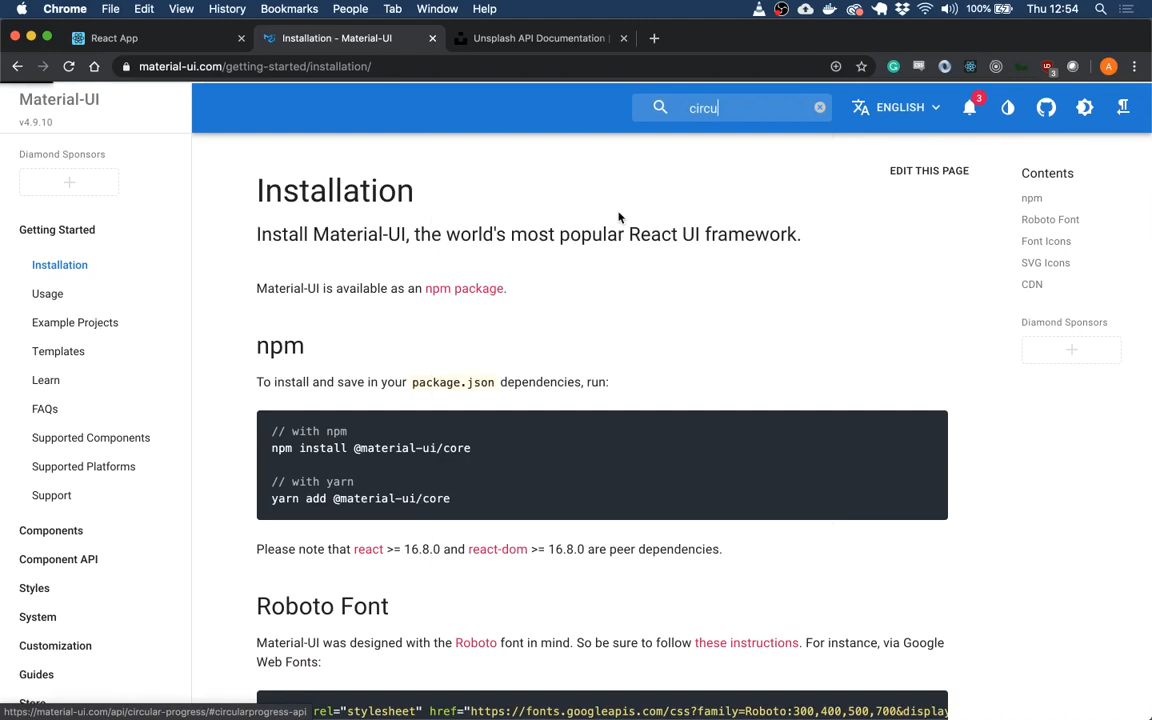 Chrome File Edit View History Bookmarks People Tab Window Help 100% Thu 12:54
React App
Installation - Material-UI
Unsplash API Documentation |
material-ui.com/getting-started/installation/
3
A
Material-UI
v4.9.10
circu
ENGLISH
3
Diamond Sponsors
Getting Started
Installation
Usage
Example Projects
Templates
Learn
FAQs
Supported Components
Supported Platforms
Support
Components
Component API
Styles
System
Customization
Guides
Store
EDIT THIS PAGE
Installation
Install Material-UI, the world's most popular React UI framework.
Material-UI is available as an npm package.
npm
To install and save in your package.json dependencies, run:
// with npm
npm install @material-ui/core
// with yarn
yarn add @material-ui/core
Please note that react >= 16.8.0 and react-dom >= 16.8.0 are peer dependencies.
Roboto Font
Material-UI was designed with the Roboto font in mind. So be sure to follow these instructions. For instance, via Google
Web Fonts:
rel="stylesheet" href="https://fonts.googleapis.com/css?family=Roboto:300,400,500,700&display
Contents
npm
Roboto Font
Font Icons
SVG Icons
CDN
Diamond Sponsors
https://material-ui.com/api/circular-progress/#circularprogress-api